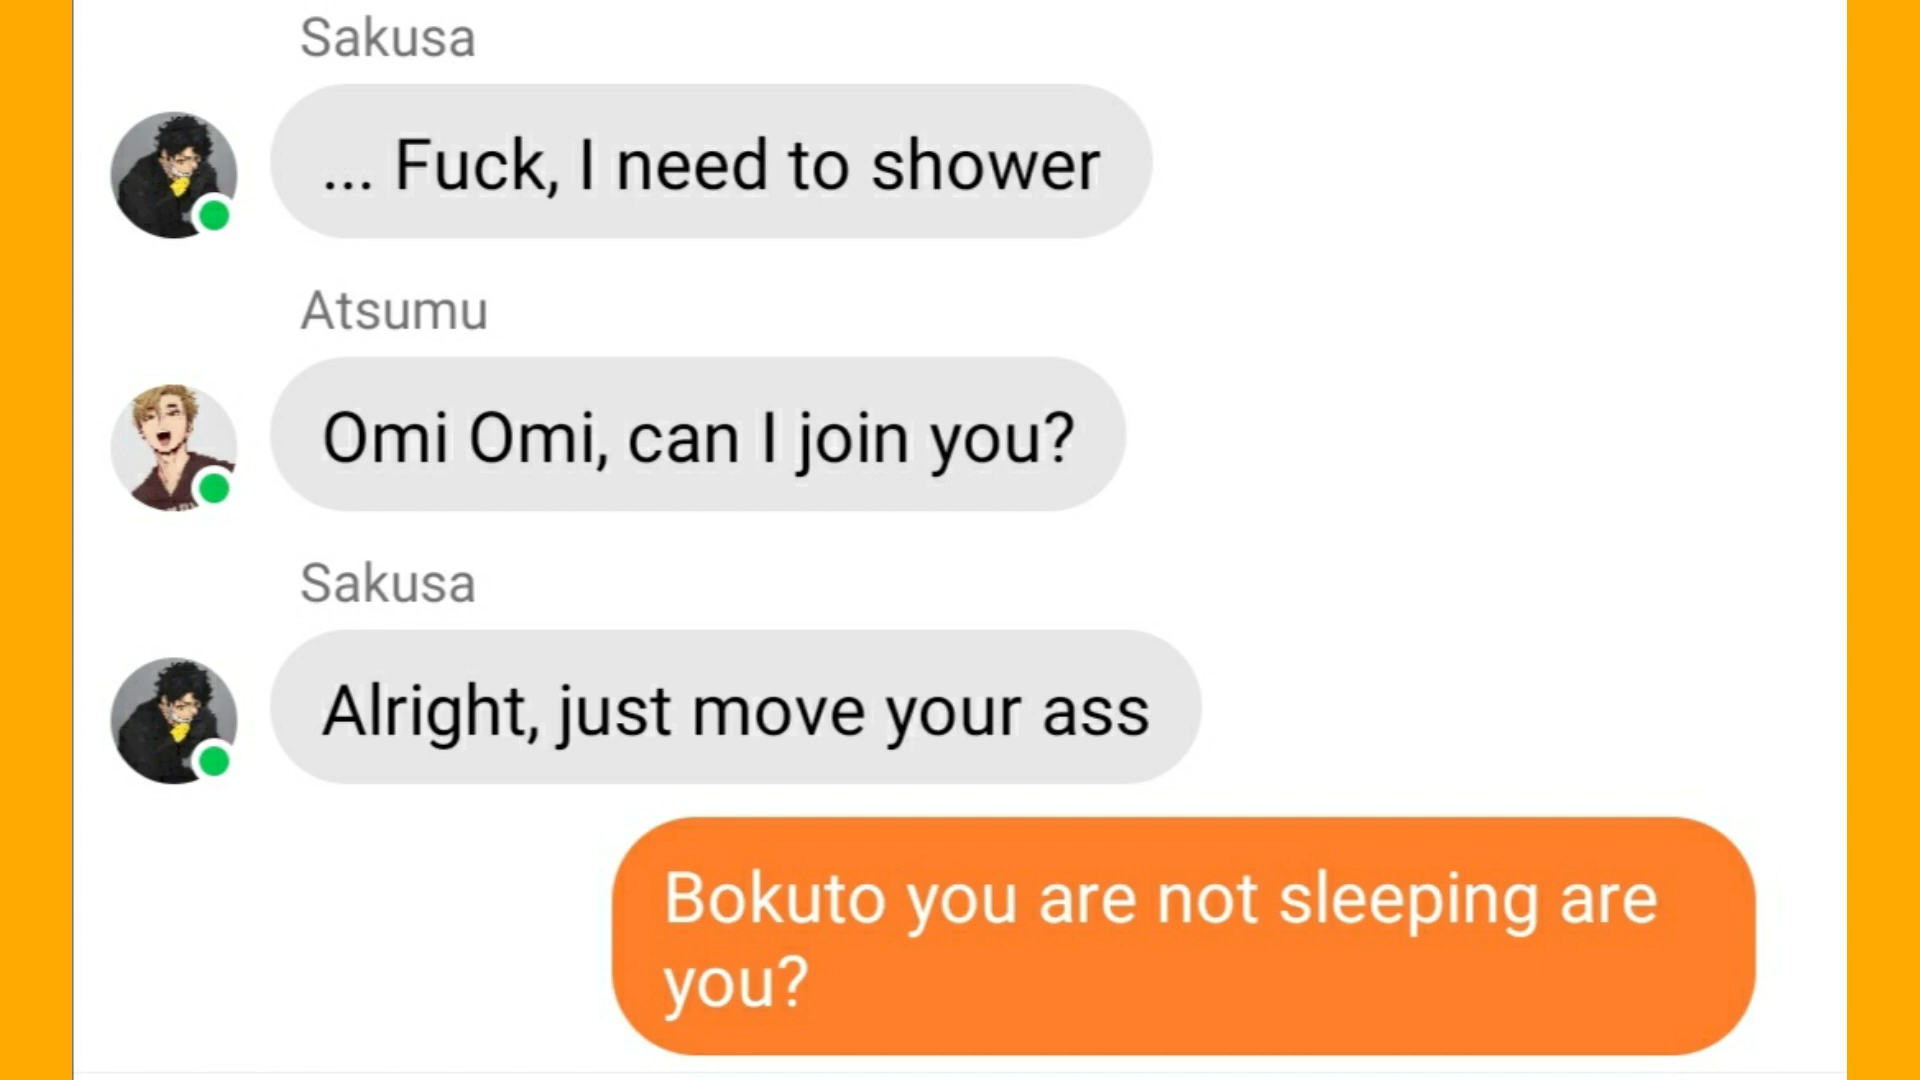 Sakusa
... Fuck, I need to shower
Atsumu
Omi Omi, can I join you?
Sakusa
Alright, just move your ass
Bokuto you are not sleeping are
you?